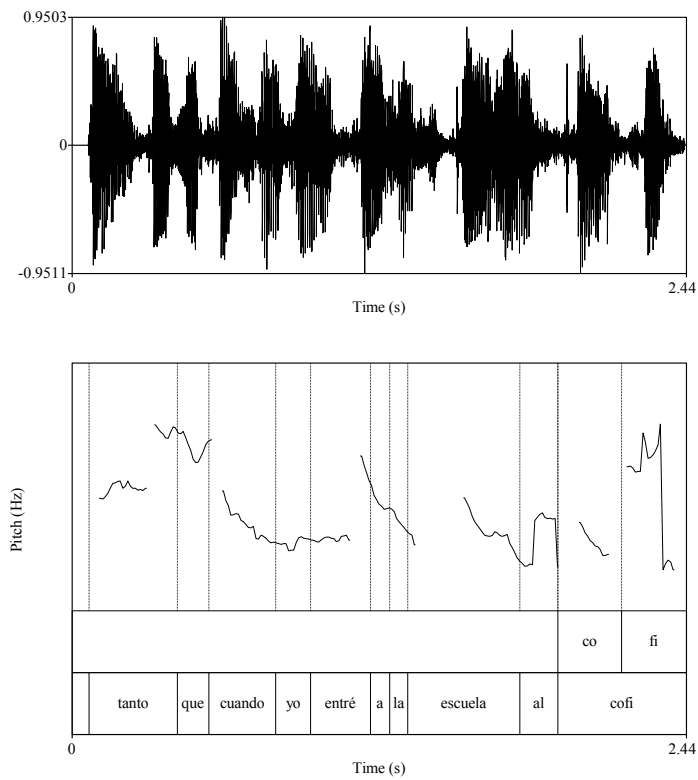 0.9503
0
-0.9511
0 2.44
Time (s)
Pitch (Hz)
co fi
tanto que cuando yo entré a la escuela al cofi
0 2.44
Time (s)